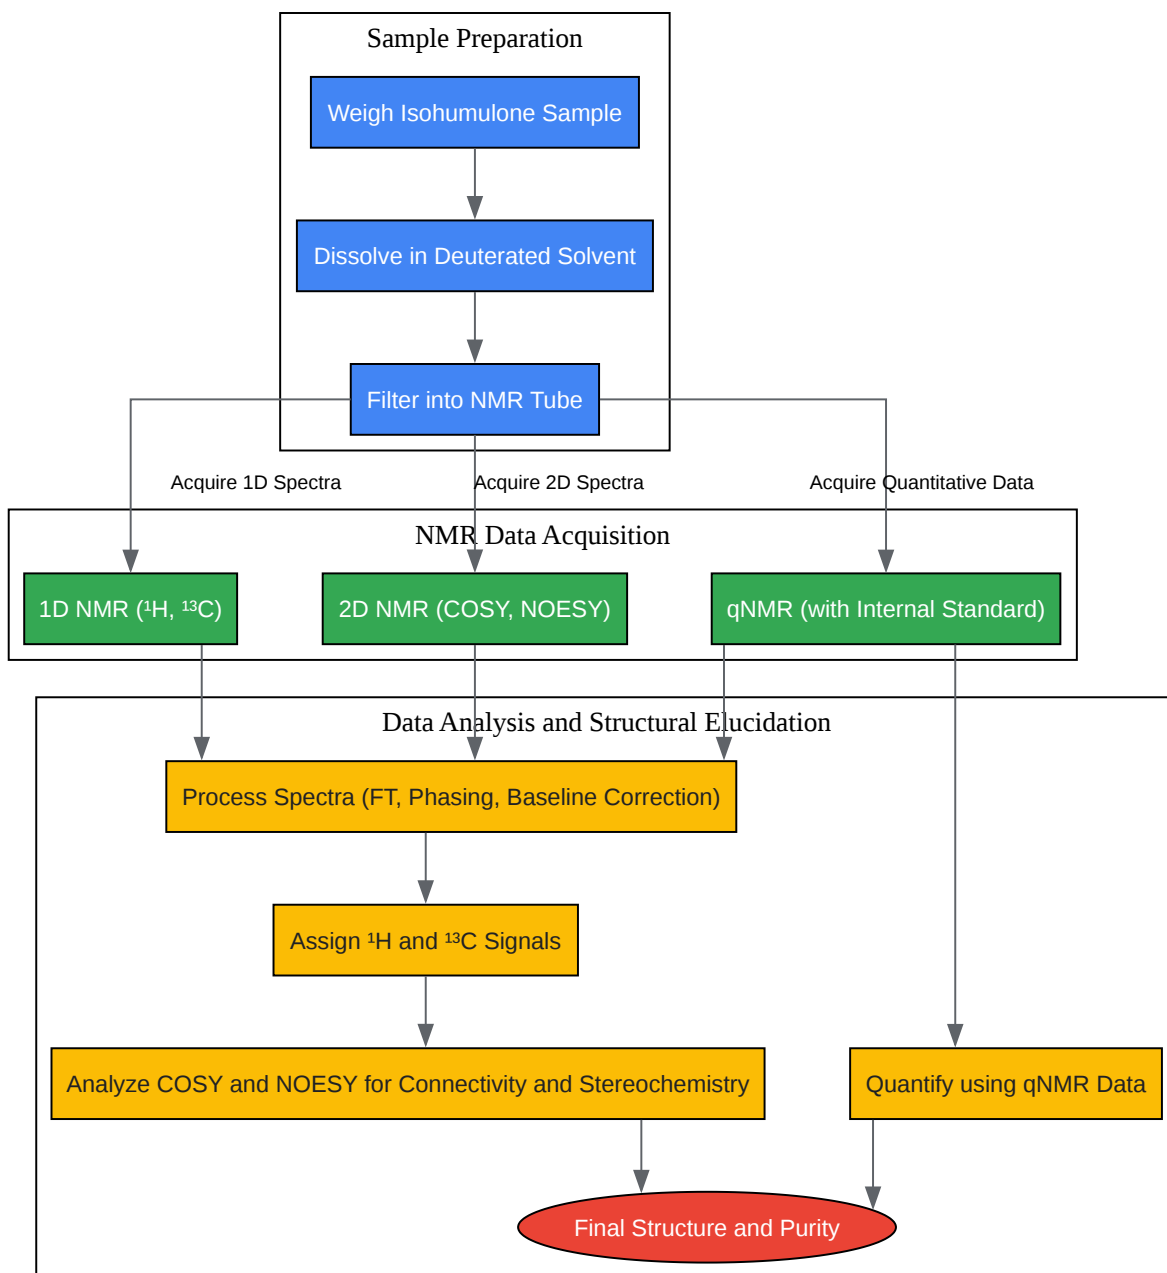 Sample Preparation
Weigh Isohumulone Sample
Dissolve in Deuterated Solvent
Filter into NMR Tube
Acquire 1D Spectra
Acquire 2D Spectra
Acquire Quantitative Data
NMR Data Acquisition
1D NMR (¹H, ¹³C)
2D NMR (COSY, NOESY)
qNMR (with Internal Standard)
Data Analysis and Structural Elucidation
Process Spectra (FT, Phasing, Baseline Correction)
Assign ¹H and ¹³C Signals
Analyze COSY and NOESY for Connectivity and Stereochemistry
Quantify using qNMR Data
Final Structure and Purity